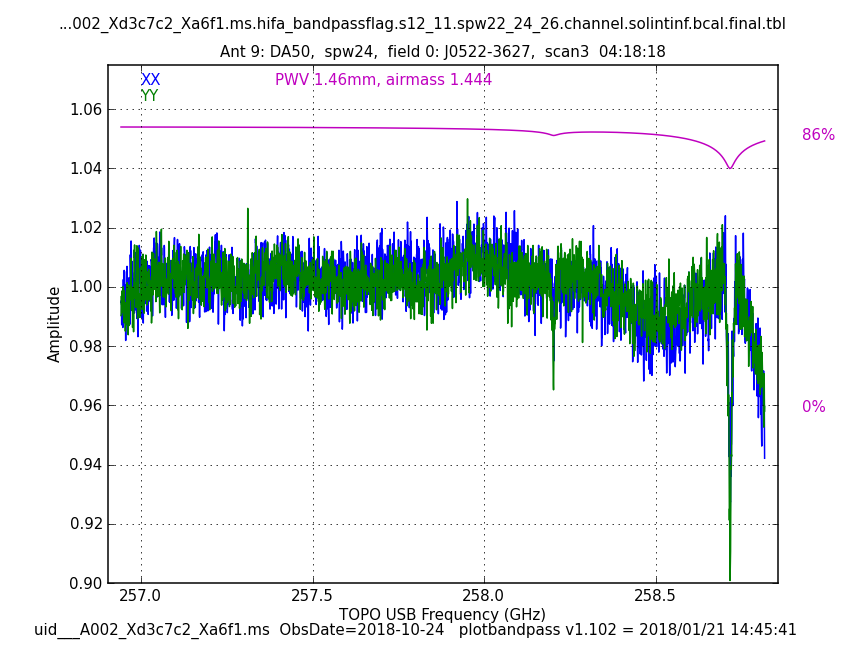 ...002_Xd3c7c2_Xa6f1.ms.hifa_bandpassflag.s12_11.spw22_24_26.channel.solintinf.bcal.final.tbl
Ant 9: DA50,  spw24,  field 0: J0522-3627,  scan3  04:18:18
XX
PWV 1.46mm, airmass 1.444
YY
1.06
86%
1.04
1.02
1.00
Amplitude
0.98
0.96
0%
0.94
0.92
0.90
257.0
257.5
258.0
258.5
TOPO USB Frequency (GHz)
uid___A002_Xd3c7c2_Xa6f1.ms  ObsDate=2018-10-24   plotbandpass v1.102 = 2018/01/21 14:45:41